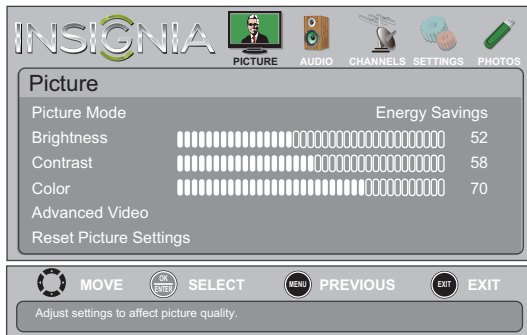 INSIGNIA
PICTURE AUDIO CHANNELS SETTINGS PHOTOS
Picture
Picture Mode Energy Savings
Brightness 52
Contrast 58
Color 70
Advanced Video
Reset Picture Settings
MOVE OK ENTER SELECT MENU PREVIOUS EXIT EXIT
Adjust settings to affect picture quality.